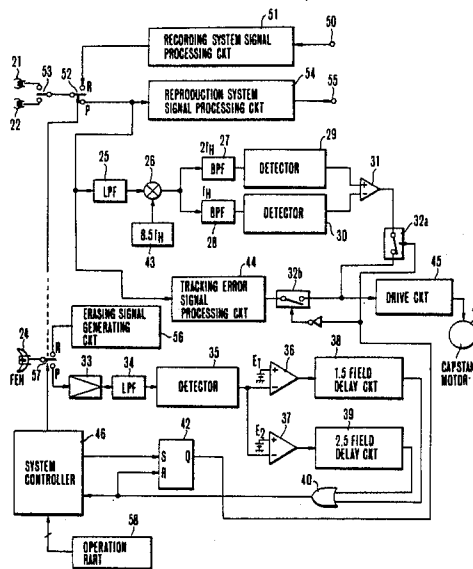 51
50
RECORDING SYSTEM SIGNAL
PROCESSING CKT
21
53
52
R
P
54
REPRODUCTION SYSTEM
SIGNAL PROCESSING CKT
55
22
25
LPF
26
27
2fH
BPF
29
DETECTOR
31
fH
BPF
28
DETECTOR
30
8.5fH
43
32a
44
TRACKING ERROR
SIGNAL
PROCESSING CKT
32b
45
DRIVE CKT
CAPSTAN
MOTOR
ERASING SIGNAL
GENERATING CKT
56
24
FEH
57
R
P
33
34
LPF
35
DETECTOR
E1
36
38
1.5 FIELD
DELAY CKT
E2
37
39
2.5 FIELD
DELAY CKT
40
46
SYSTEM
CONTROLLER
42
S Q
R
58
OPERATION
RART